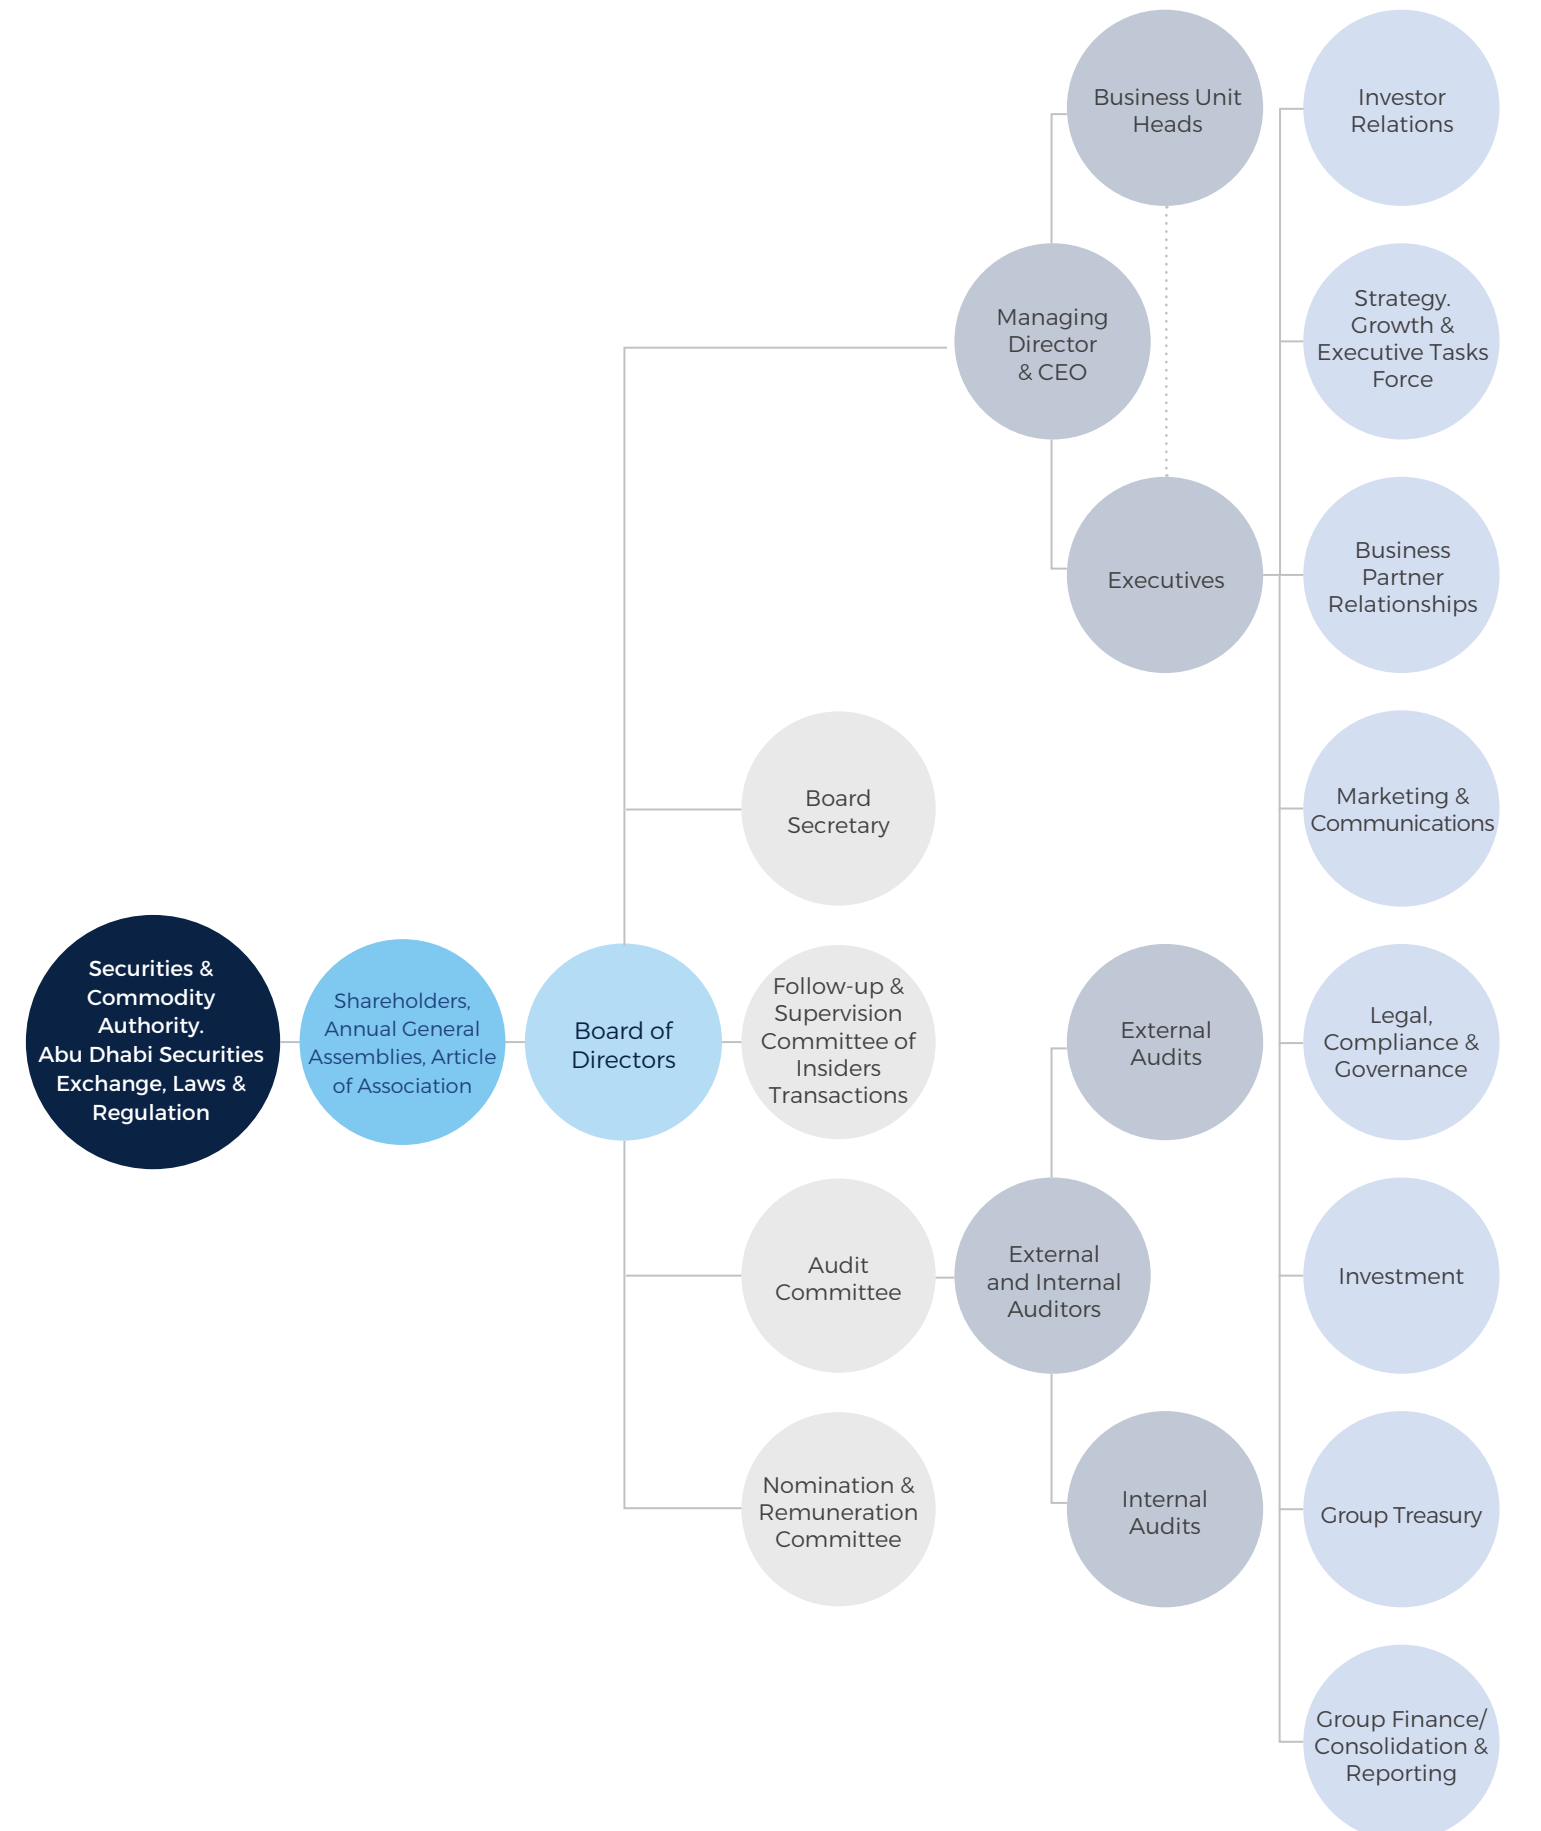 Business Unit
Heads
Investor
Relations
Managing
Director
& CEO
Strategy.
Growth &
Executive Tasks
Force
Executives
Business
Partner
Relationships
Board
Secretary
Marketing &
Communications
Securities &
Commodity
Authority.
Abu Dhabi Securities
Exchange, Laws &
Regulation
Shareholders,
Annual General
Assemblies, Article
of Association
Board of
Directors
Follow-up &
Supervision
Committee of
Insiders
Transactions
External
Audits
Legal,
Compliance &
Governance
Audit
Committee
External
and Internal
Auditors
Investment
Nomination &
Remuneration
Committee
Internal
Audits
Group Treasury
Group Finance/
Consolidation &
Reporting